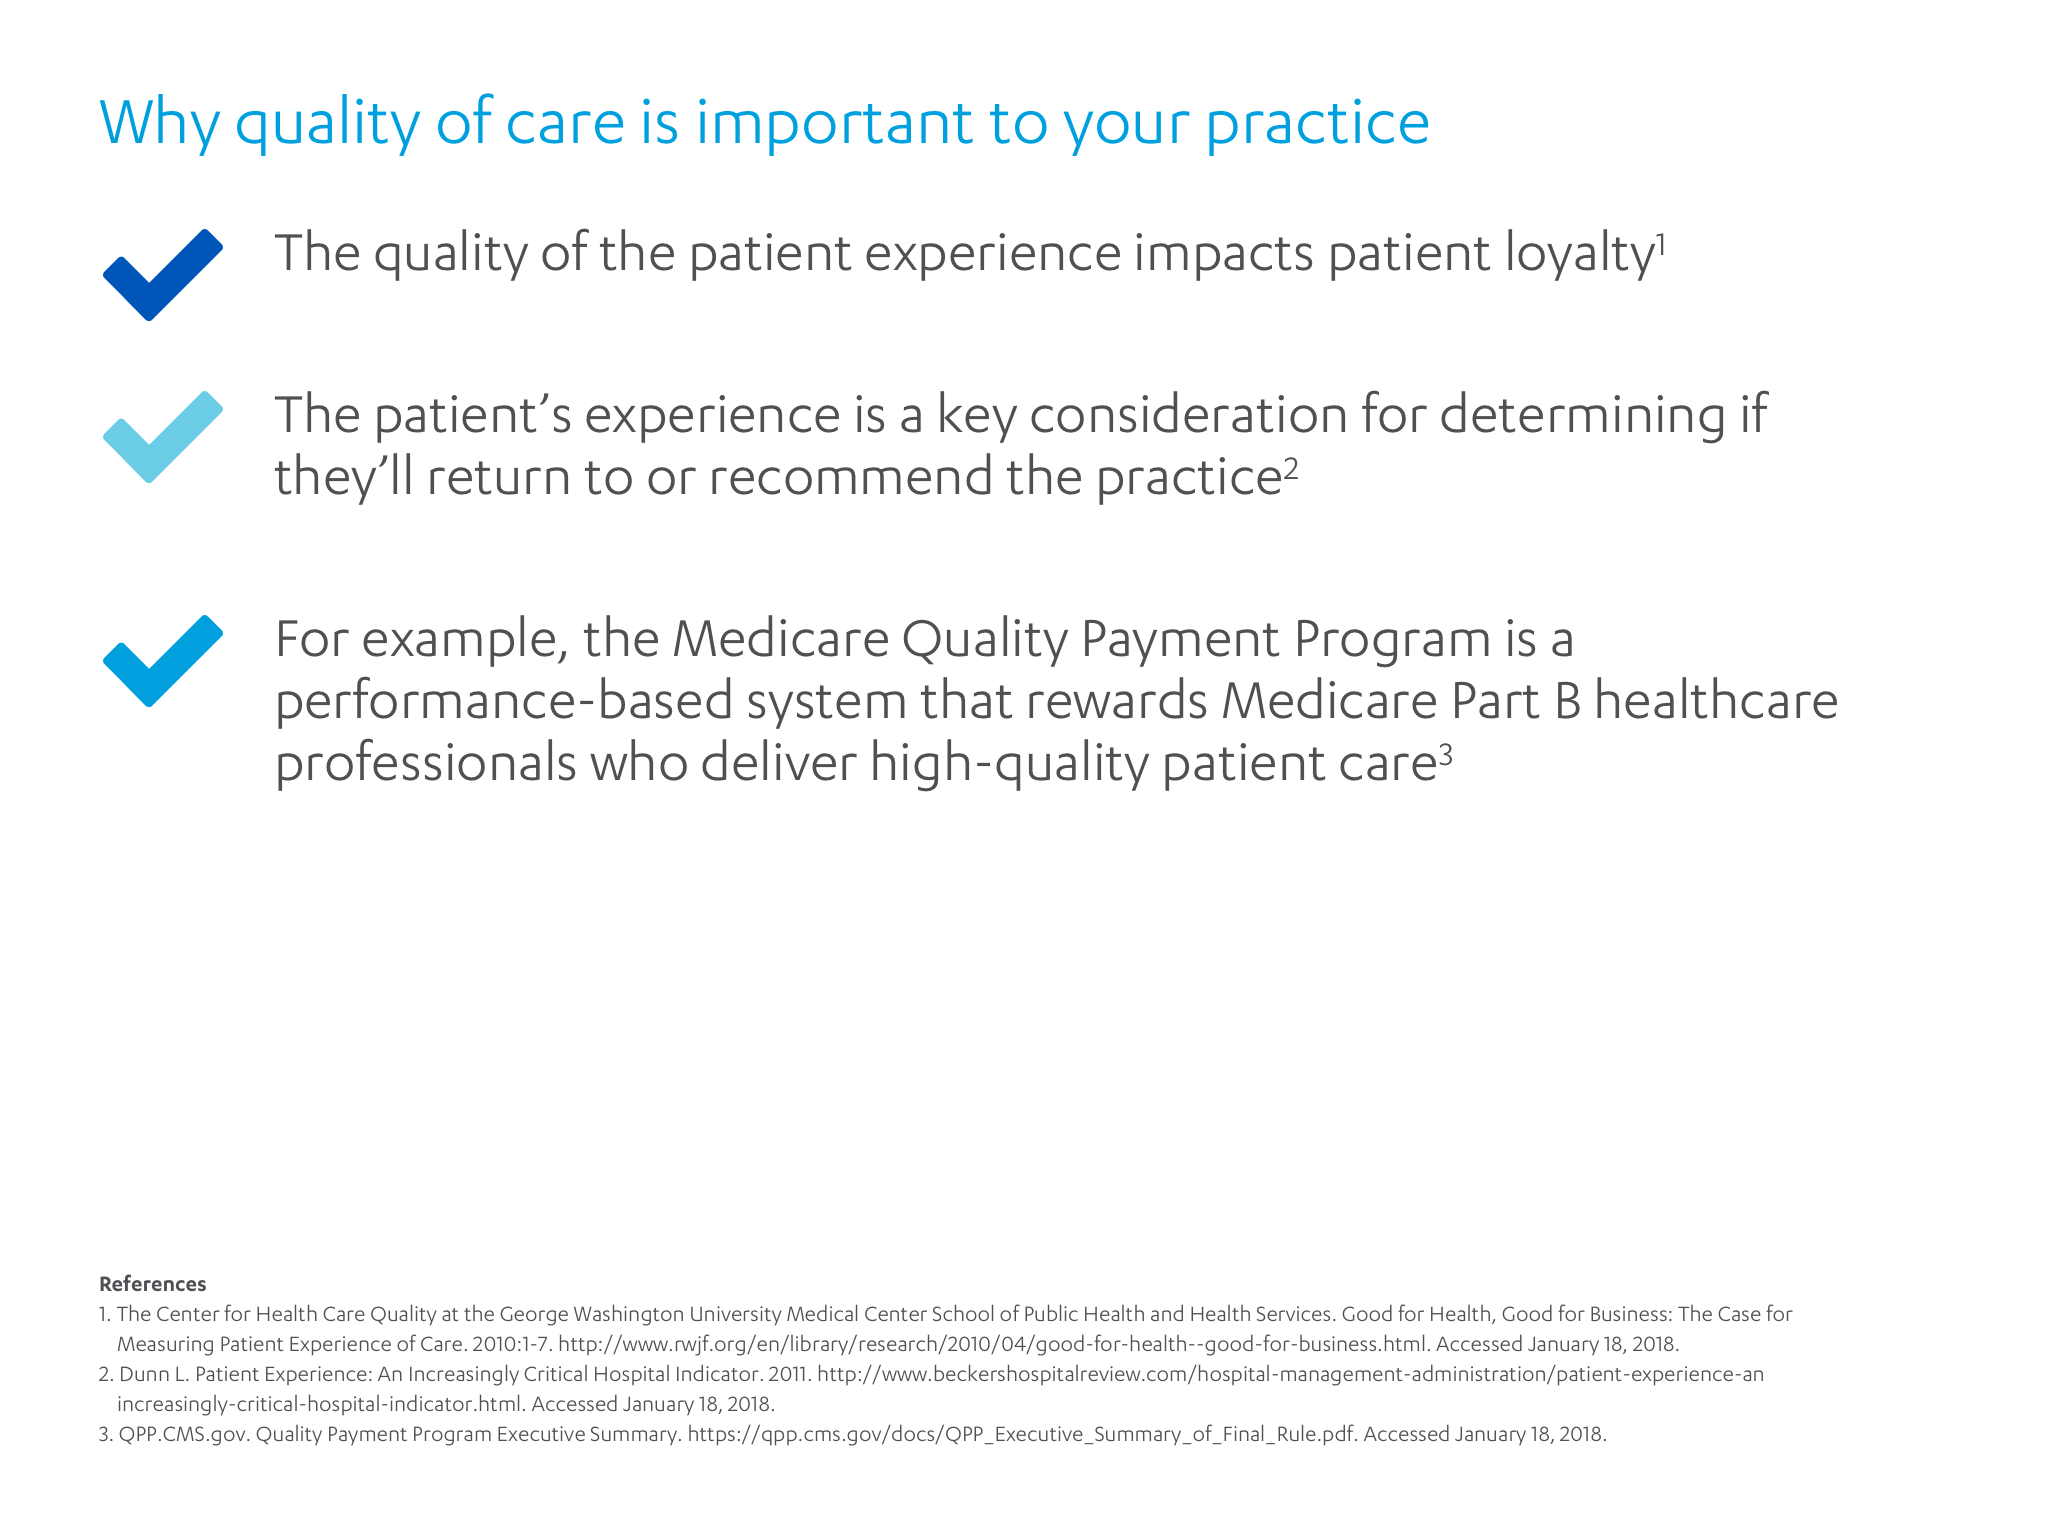 Why quality of care is important to your practice
The quality of the patient experience impacts patient loyalty¹
The patient’s experience is a key consideration for determining if
they’ll return to or recommend the practice²
For example, the Medicare Quality Payment Program is a
performance-based system that rewards Medicare Part B healthcare
professionals who deliver high-quality patient care³
References
1. The Center for Health Care Quality at the George Washington University Medical Center School of Public Health and Health Services. Good for Health, Good for Business: The Case for
Measuring Patient Experience of Care. 2010:1-7. http://www.rwjf.org/en/library/research/2010/04/good-for-health--good-for-business.html. Accessed January 18, 2018.
2. Dunn L. Patient Experience: An Increasingly Critical Hospital Indicator. 2011. http://www.beckershospitalreview.com/hospital-management-administration/patient-experience-an
increasingly-critical-hospital-indicator.html. Accessed January 18, 2018.
3. QPP.CMS.gov. Quality Payment Program Executive Summary. https://qpp.cms.gov/docs/QPP_Executive_Summary_of_Final_Rule.pdf. Accessed January 18, 2018.